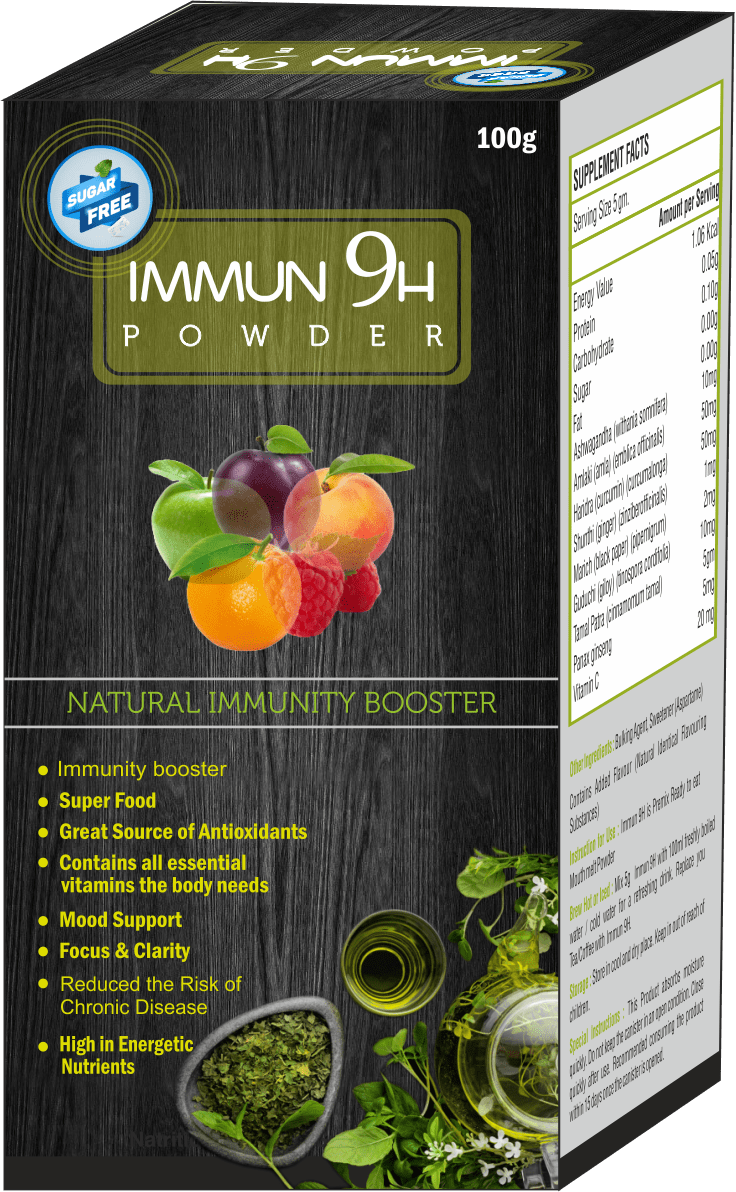 IMMUN 9H
POWDER
100g
SUGAR
FREE
IMMUN 9H
POWDER
NATURAL IMMUNITY BOOSTER
• Immunity booster
• Super Food
• Great Source of Antioxidants
• Contains all essential
vitamins the body needs
• Mood Support
• Focus & Clarity
• Reduced the Risk of
Chronic Disease
• High in Energetic
Nutrients
SUPPLEMENT FACTS
Serving Size 5 gm.
Amount per Serving
Energy Value 1.06 Kcal
Protein 0.05g
Carbohydrate 0.10g
Sugar 0.00g
Fat 0.00g
Ashwagandha (withania somnifera) 10mg
Amlaki (amla) (emblica officinalis) 50mg
Haridra (curcumin) (curcumalonga) 50mg
Shunthi (ginger) (zinziberofficinalis) 1mg
Marich (black paper) (pipernigrum) 2mg
Guduchi (giloy) (tinospora cordifolia) 10mg
Tamal Patra (cinnamomum tamal) 5gm
Panax ginseng 5mg
Vitamin C 20 mg
Other Ingredients : Bulking Agent, Sweetener (Aspartame)
Contains Added Flavour (Natural Identical Flavouring
Substances)
Instruction for Use : Immun 9H is Premix Ready to eat
Mouth melt Powder
Brew Hot or Iced : Mix 5g Immun 9H with 100ml freshly boiled
water / cold water for a refreshing drink. Replace you
Tea/Coffee with Immun 9H.
Storage : Store in cool and dry place. Keep in out of reach of
children.
Special Instructions : This Product absorbs moisture
quickly. Do not keep the canister in an open condition. Close
quickly after use. Recommended consuming the product
within 15 days once the canister is opened.